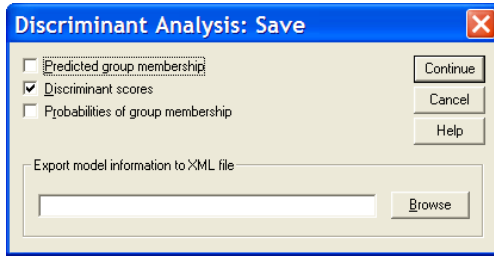 Discriminant Analysis: Save
Predicted group membership
Discriminant scores
Probabilities of group membership
Continue
Cancel
Help
Export model information to XML file
Browse